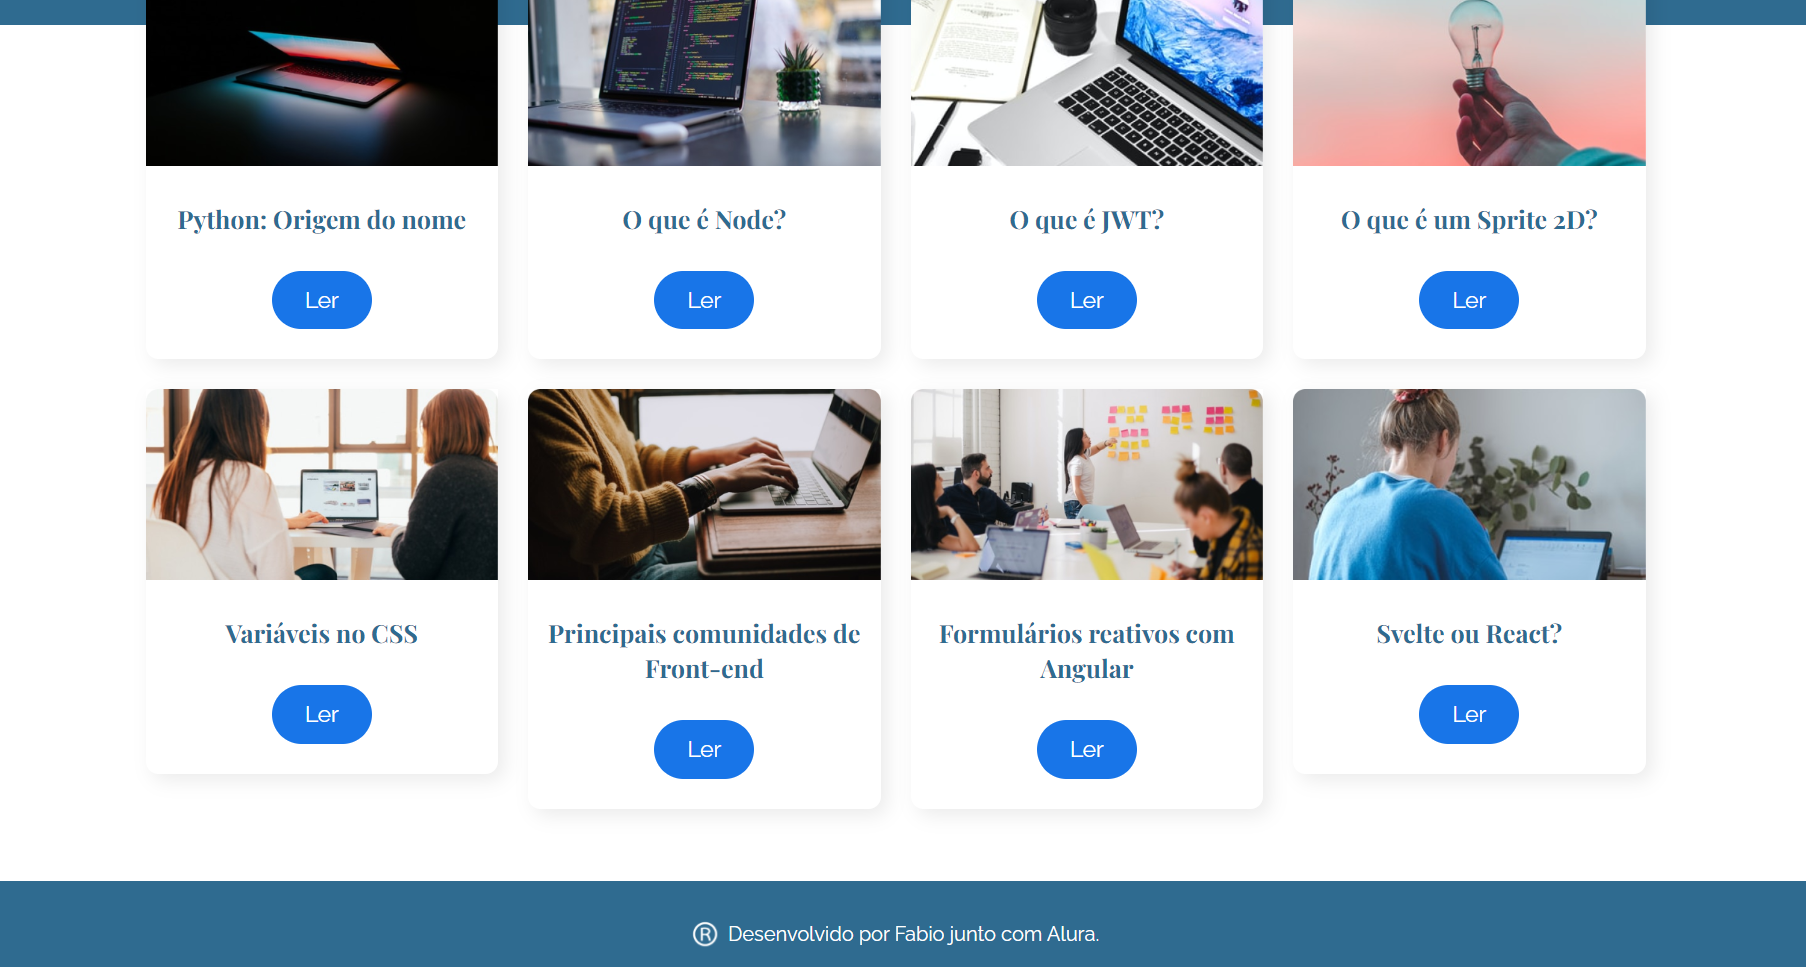 Python: Origem do nome
Ler
O que é Node?
Ler
O que é JWT?
Ler
O que é um Sprite 2D?
Ler
Variáveis no CSS
Ler
Principais comunidades de
Front-end
Ler
Formulários reativos com
Angular
Ler
Svelte ou React?
Ler
® Desenvolvido por Fabio junto com Alura.